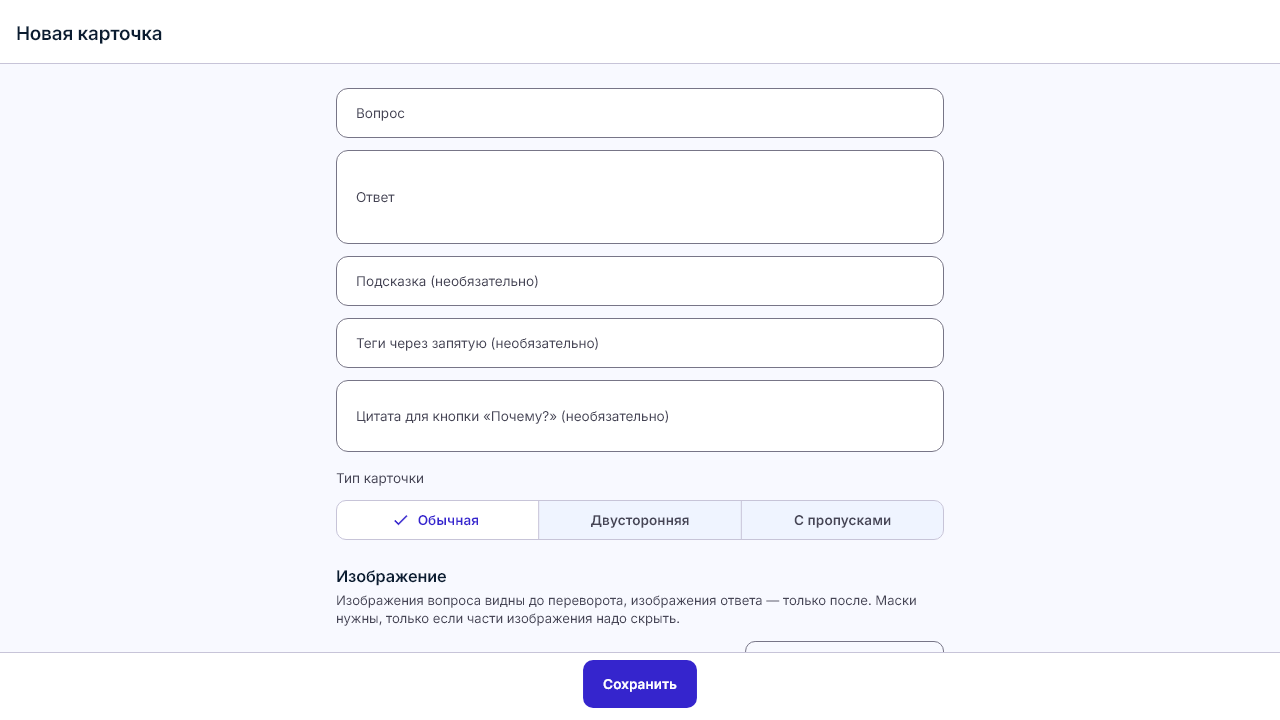 Новая карточка
Вопрос
Ответ
Подсказка (необязательно)
Теги через запятую (необязательно)
Цитата для кнопки «Почему?» (необязательно)
Тип карточки
Обычная
Двусторонняя
С пропусками
Изображение
Изображения вопроса видны до переворота, изображения ответа — только после. Маски
нужны, только если части изображения надо скрыть.
Сохранить